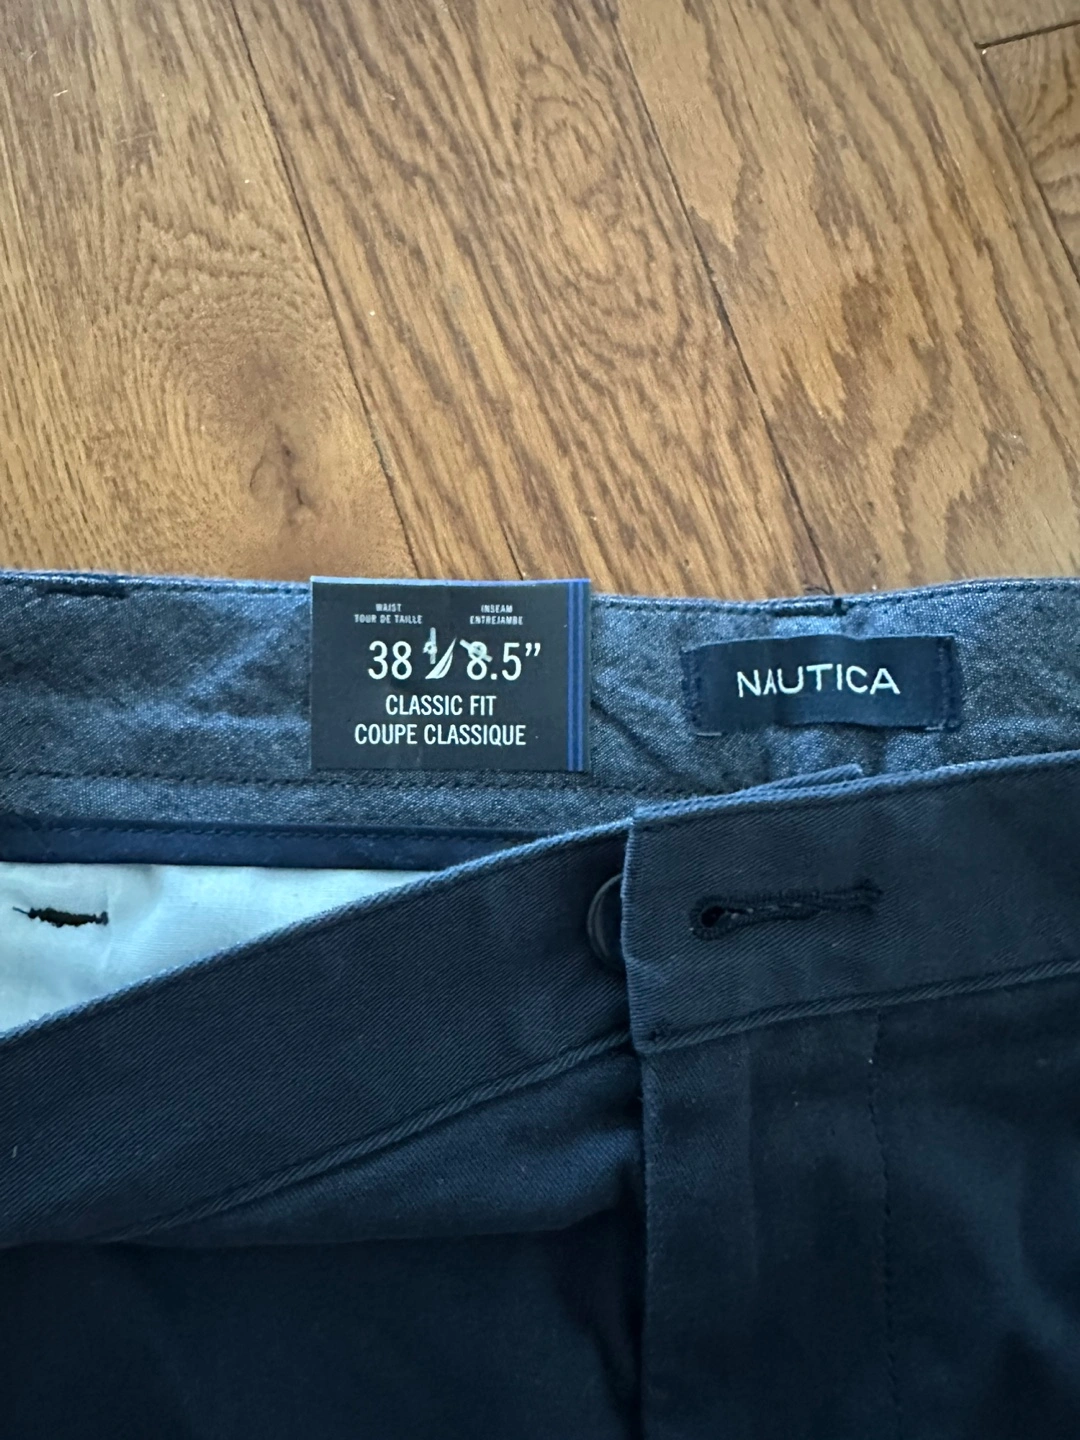 WAIST INSEAM
TOUR DE TAILLE ENTREJAMBE
38 8.5”
CLASSIC FIT
COUPE CLASSIQUE
NAUTICA